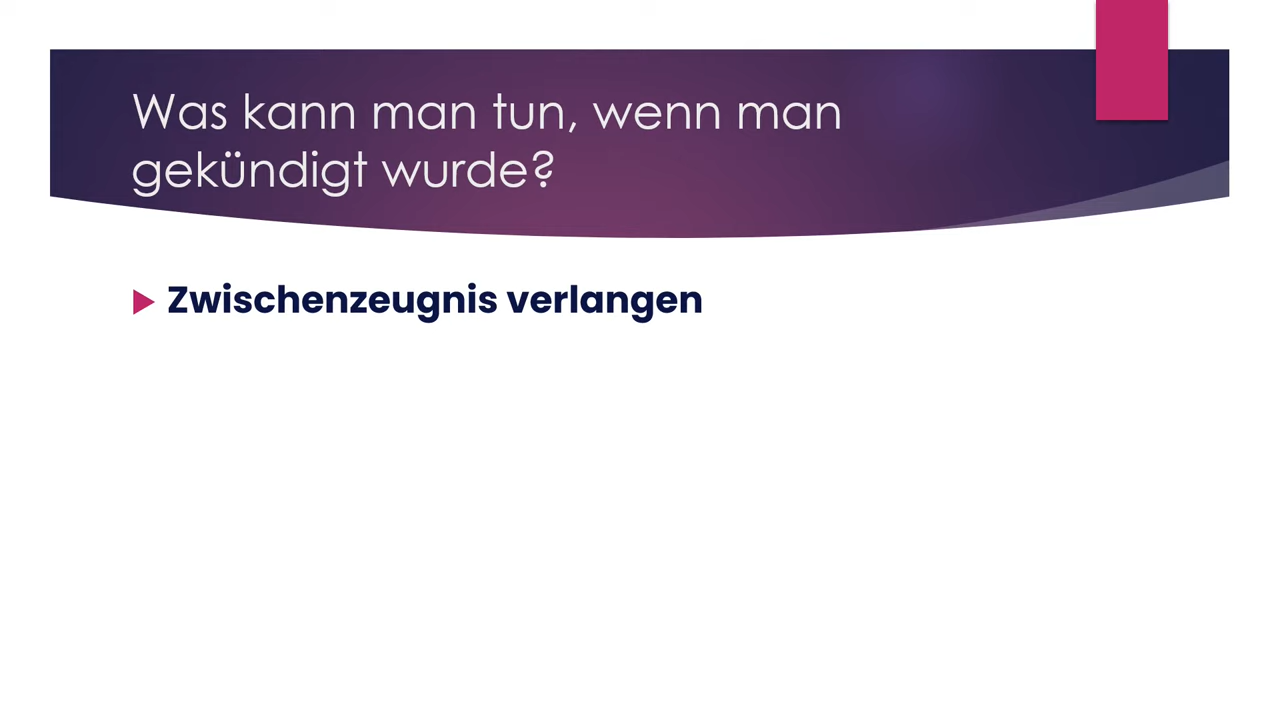 Was kann man tun, wenn man
gekündigt wurde?
Zwischenzeugnis verlangen